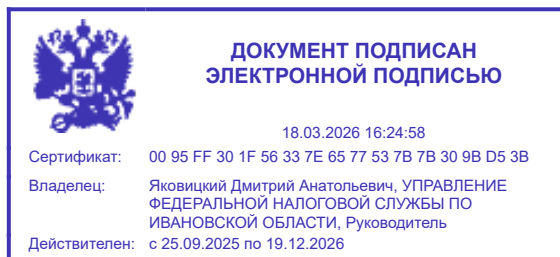 ДОКУМЕНТ ПОДПИСАН
ЭЛЕКТРОННОЙ ПОДПИСЬЮ
18.03.2026 16:24:58
Сертификат: 00 95 FF 30 1F 56 33 7E 65 77 53 7B 7B 30 9B D5 3B
Владелец: Яковицкий Дмитрий Анатольевич, УПРАВЛЕНИЕ
ФЕДЕРАЛЬНОЙ НАЛОГОВОЙ СЛУЖБЫ ПО
ИВАНОВСКОЙ ОБЛАСТИ, Руководитель
Действителен: с 25.09.2025 по 19.12.2026